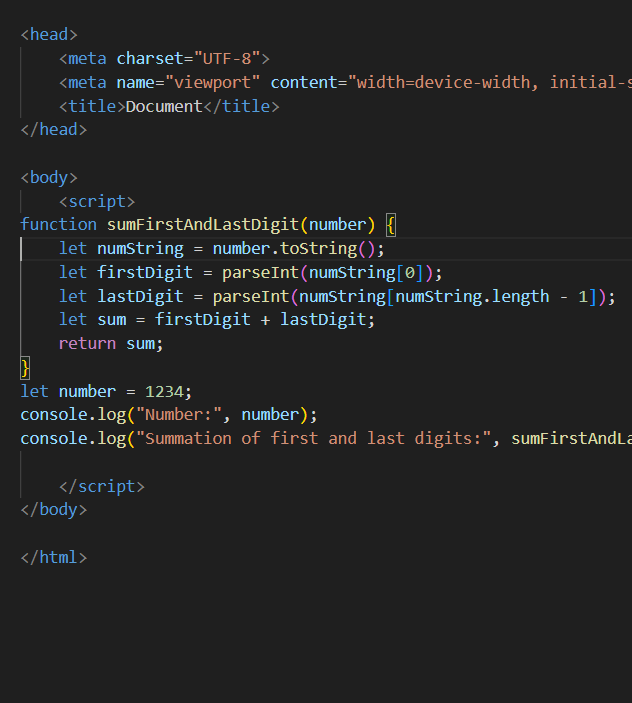 <head>
    <meta charset="UTF-8">
    <meta name="viewport" content="width=device-width, initial-s
    <title>Document</title>
</head>
<body>
    <script>
function sumFirstAndLastDigit(number) {
    let numString = number.toString();
    let firstDigit = parseInt(numString[0]);
    let lastDigit = parseInt(numString[numString.length - 1]);
    let sum = firstDigit + lastDigit;
    return sum;
}
let number = 1234;
console.log("Number:", number);
console.log("Summation of first and last digits:", sumFirstAndLa
    </script>
</body>
</html>